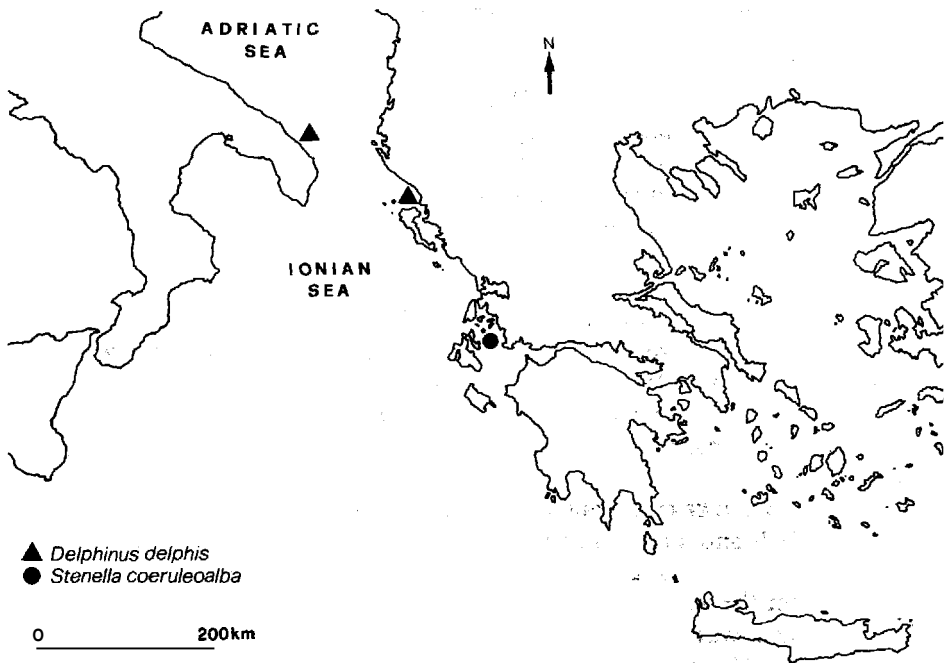 ADRIATIC
SEA
N
IONIAN
SEA
Delphinus delphis
Stenella coeruleoalba
0 200km